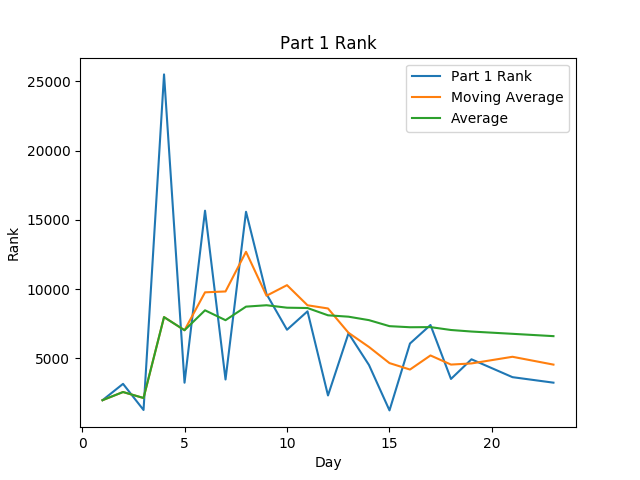 Part 1 Rank
Part 1 Rank
Moving Average
Average
25000
20000
15000
10000
5000
Rank
0 5 10 15 20
Day